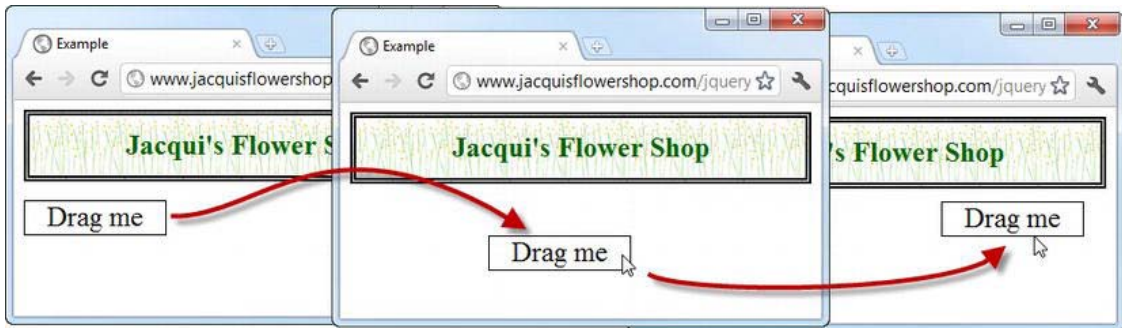 Example
www.jacquisflowershop
Jacqui's Flower S
Drag me
Example
www.jacquisflowershop.com/jquery
Jacqui's Flower Shop
Drag me
cquisflowershop.com/jquery
's Flower Shop
Drag me